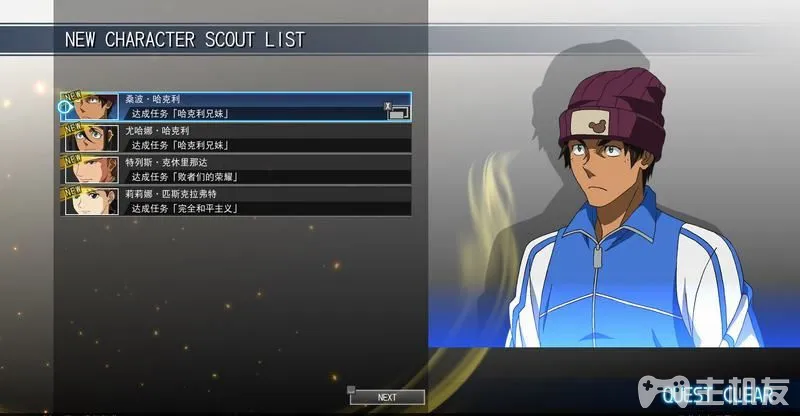 NEW CHARACTER SCOUT LIST
NEW
桑波・哈克利
达成任务「哈克利兄妹」
X
NEW
尤哈娜・哈克利
达成任务「哈克利兄妹」
NEW
特列斯・克休里那达
达成任务「败者们的荣耀」
NEW
莉莉娜・匹斯克拉弗特
达成任务「完全和平主义」
NEXT
QUEST CLEAR
主机友